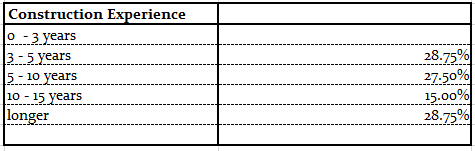 Construction Experience
0 - 3 years
3 - 5 years 28.75%
5 - 10 years 27.50%
10 - 15 years 15.00%
longer 28.75%